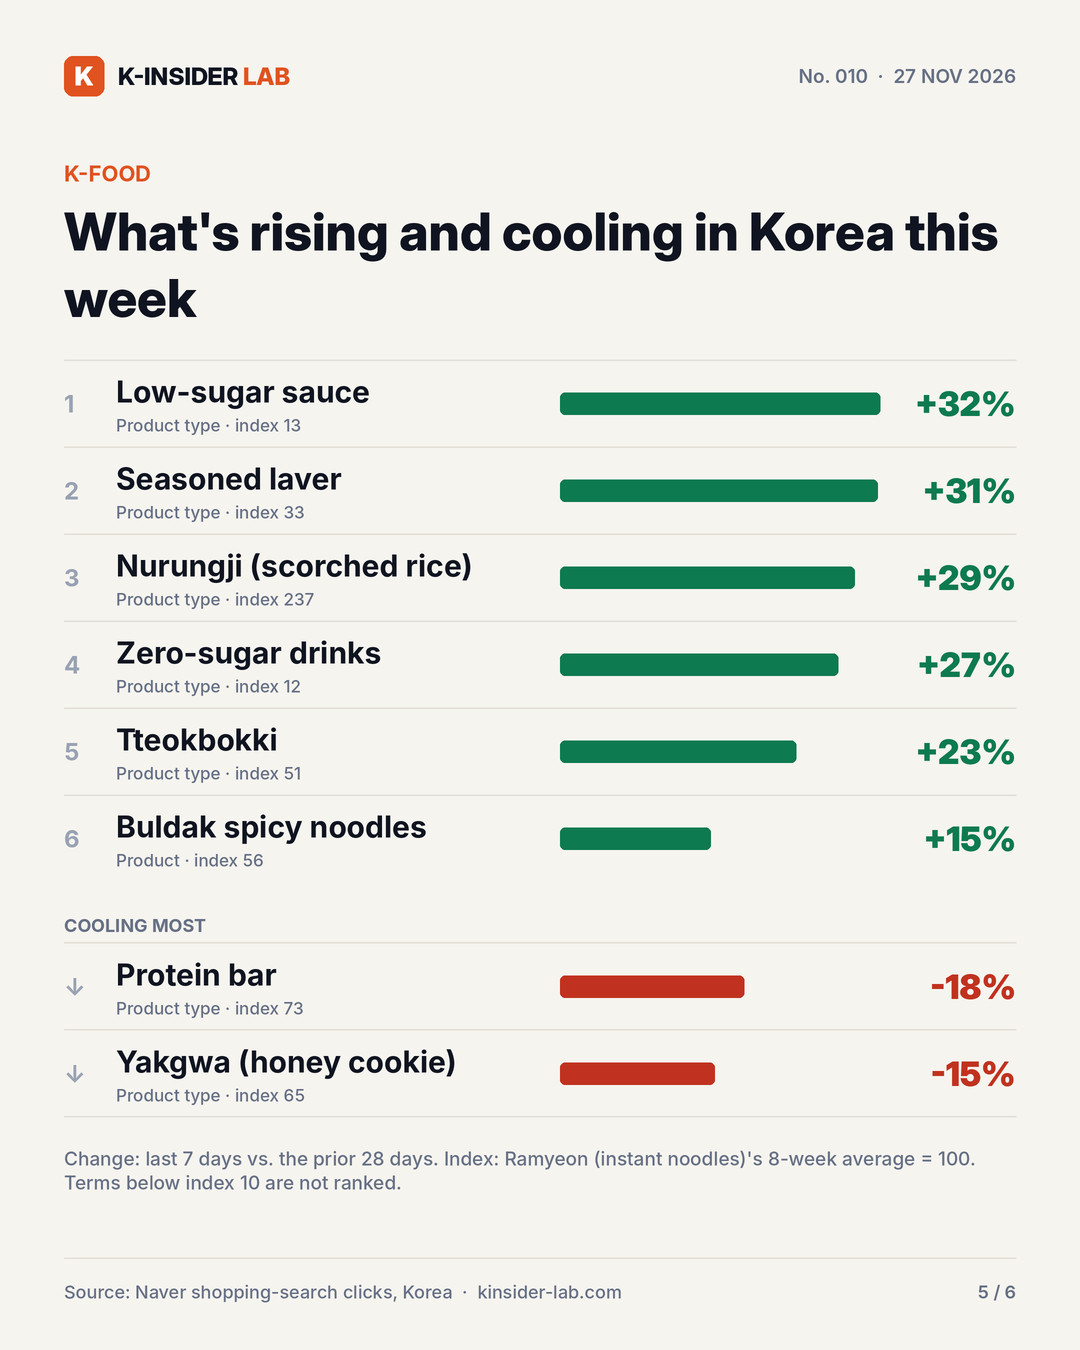 K K-INSIDER LAB
No. 010 · 27 NOV 2026
K-FOOD
What's rising and cooling in Korea this
week
1 Low-sugar sauce +32%
Product type · index 13
2 Seasoned laver +31%
Product type · index 33
3 Nurungji (scorched rice) +29%
Product type · index 237
4 Zero-sugar drinks +27%
Product type · index 12
5 Tteokbokki +23%
Product type · index 51
6 Buldak spicy noodles +15%
Product · index 56
COOLING MOST
↓ Protein bar -18%
Product type · index 73
↓ Yakgwa (honey cookie) -15%
Product type · index 65
Change: last 7 days vs. the prior 28 days. Index: Ramyeon (instant noodles)'s 8-week average = 100.
Terms below index 10 are not ranked.
Source: Naver shopping-search clicks, Korea · kinsider-lab.com
5 / 6